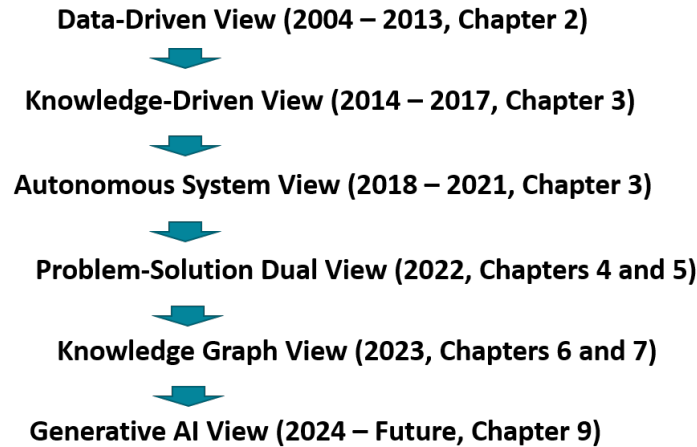 Data-Driven View (2004 – 2013, Chapter 2)
Knowledge-Driven View (2014 – 2017, Chapter 3)
Autonomous System View (2018 – 2021, Chapter 3)
Problem-Solution Dual View (2022, Chapters 4 and 5)
Knowledge Graph View (2023, Chapters 6 and 7)
Generative AI View (2024 – Future, Chapter 9)